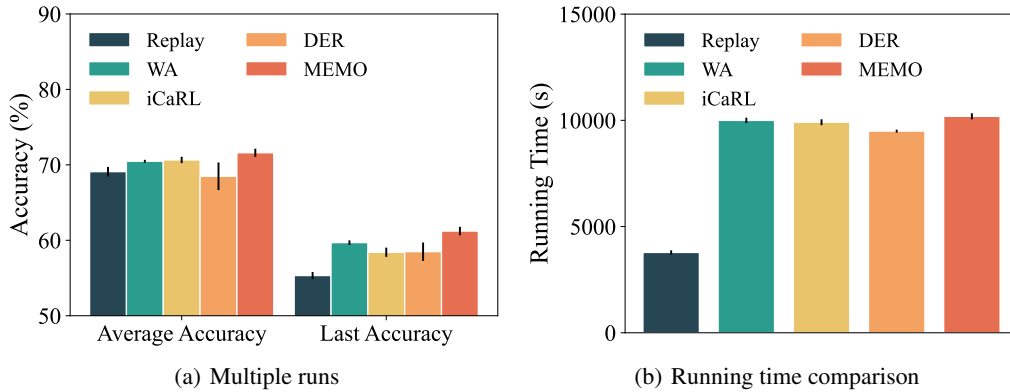 90
80
70
60
50
Accuracy (%)
Replay
WA
iCaRL
DER
MEMO
Average Accuracy
Last Accuracy
(a) Multiple runs
15000
10000
5000
0
Running Time (s)
Replay
WA
iCaRL
DER
MEMO
(b) Running time comparison